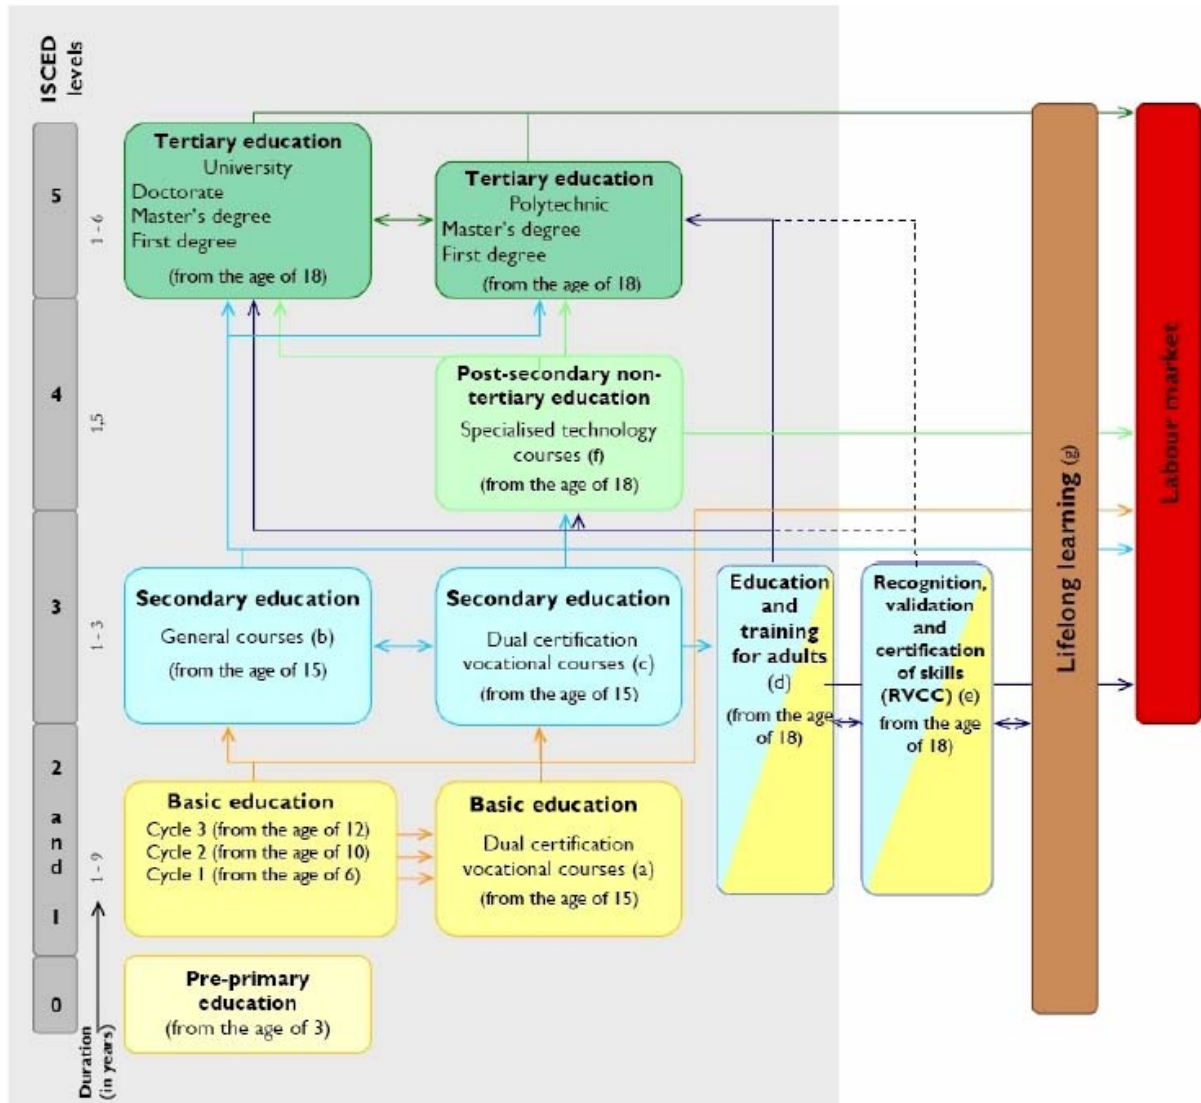 ISCED
levels
5
4
3
2
a
n
d
1
0
1 - 6
1,5
1 - 3
1 - 9
Duration
(in years)
Tertiary education
University
Doctorate
Master's degree
First degree
(from the age of 18)
Tertiary education
Polytechnic
Master's degree
First degree
(from the age of 18)
Post-secondary non-
tertiary education
Specialised technology
courses (f)
(from the age of 18)
Secondary education
General courses (b)
(from the age of 15)
Secondary education
Dual certification
vocational courses (c)
(from the age of 15)
Education
and
training
for adults
(d)
(from the age
of 18)
Recognition,
validation
and
certification
of skills
(RVCC) (e)
from the age
of 18)
Basic education
Cycle 3 (from the age of 12)
Cycle 2 (from the age of 10)
Cycle 1 (from the age of 6)
Basic education
Dual certification
vocational courses (a)
(from the age of 15)
Pre-primary
education
(from the age of 3)
Lifelong learning (g)
Labour market